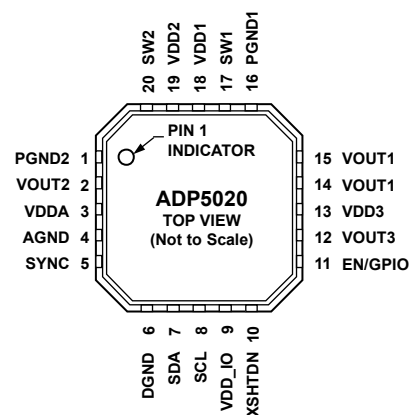 20 SW2
19 VDD2
18 VDD1
17 SW1
16 PGND1
PIN 1
INDICATOR
PGND2 1
VOUT2 2
VDDA 3
AGND 4
SYNC 5
ADP5020
TOP VIEW
(Not to Scale)
15 VOUT1
14 VOUT1
13 VDD3
12 VOUT3
11 EN/GPIO
DGND 6
SDA 7
SCL 8
VDD_IO 9
XSHTDN 10